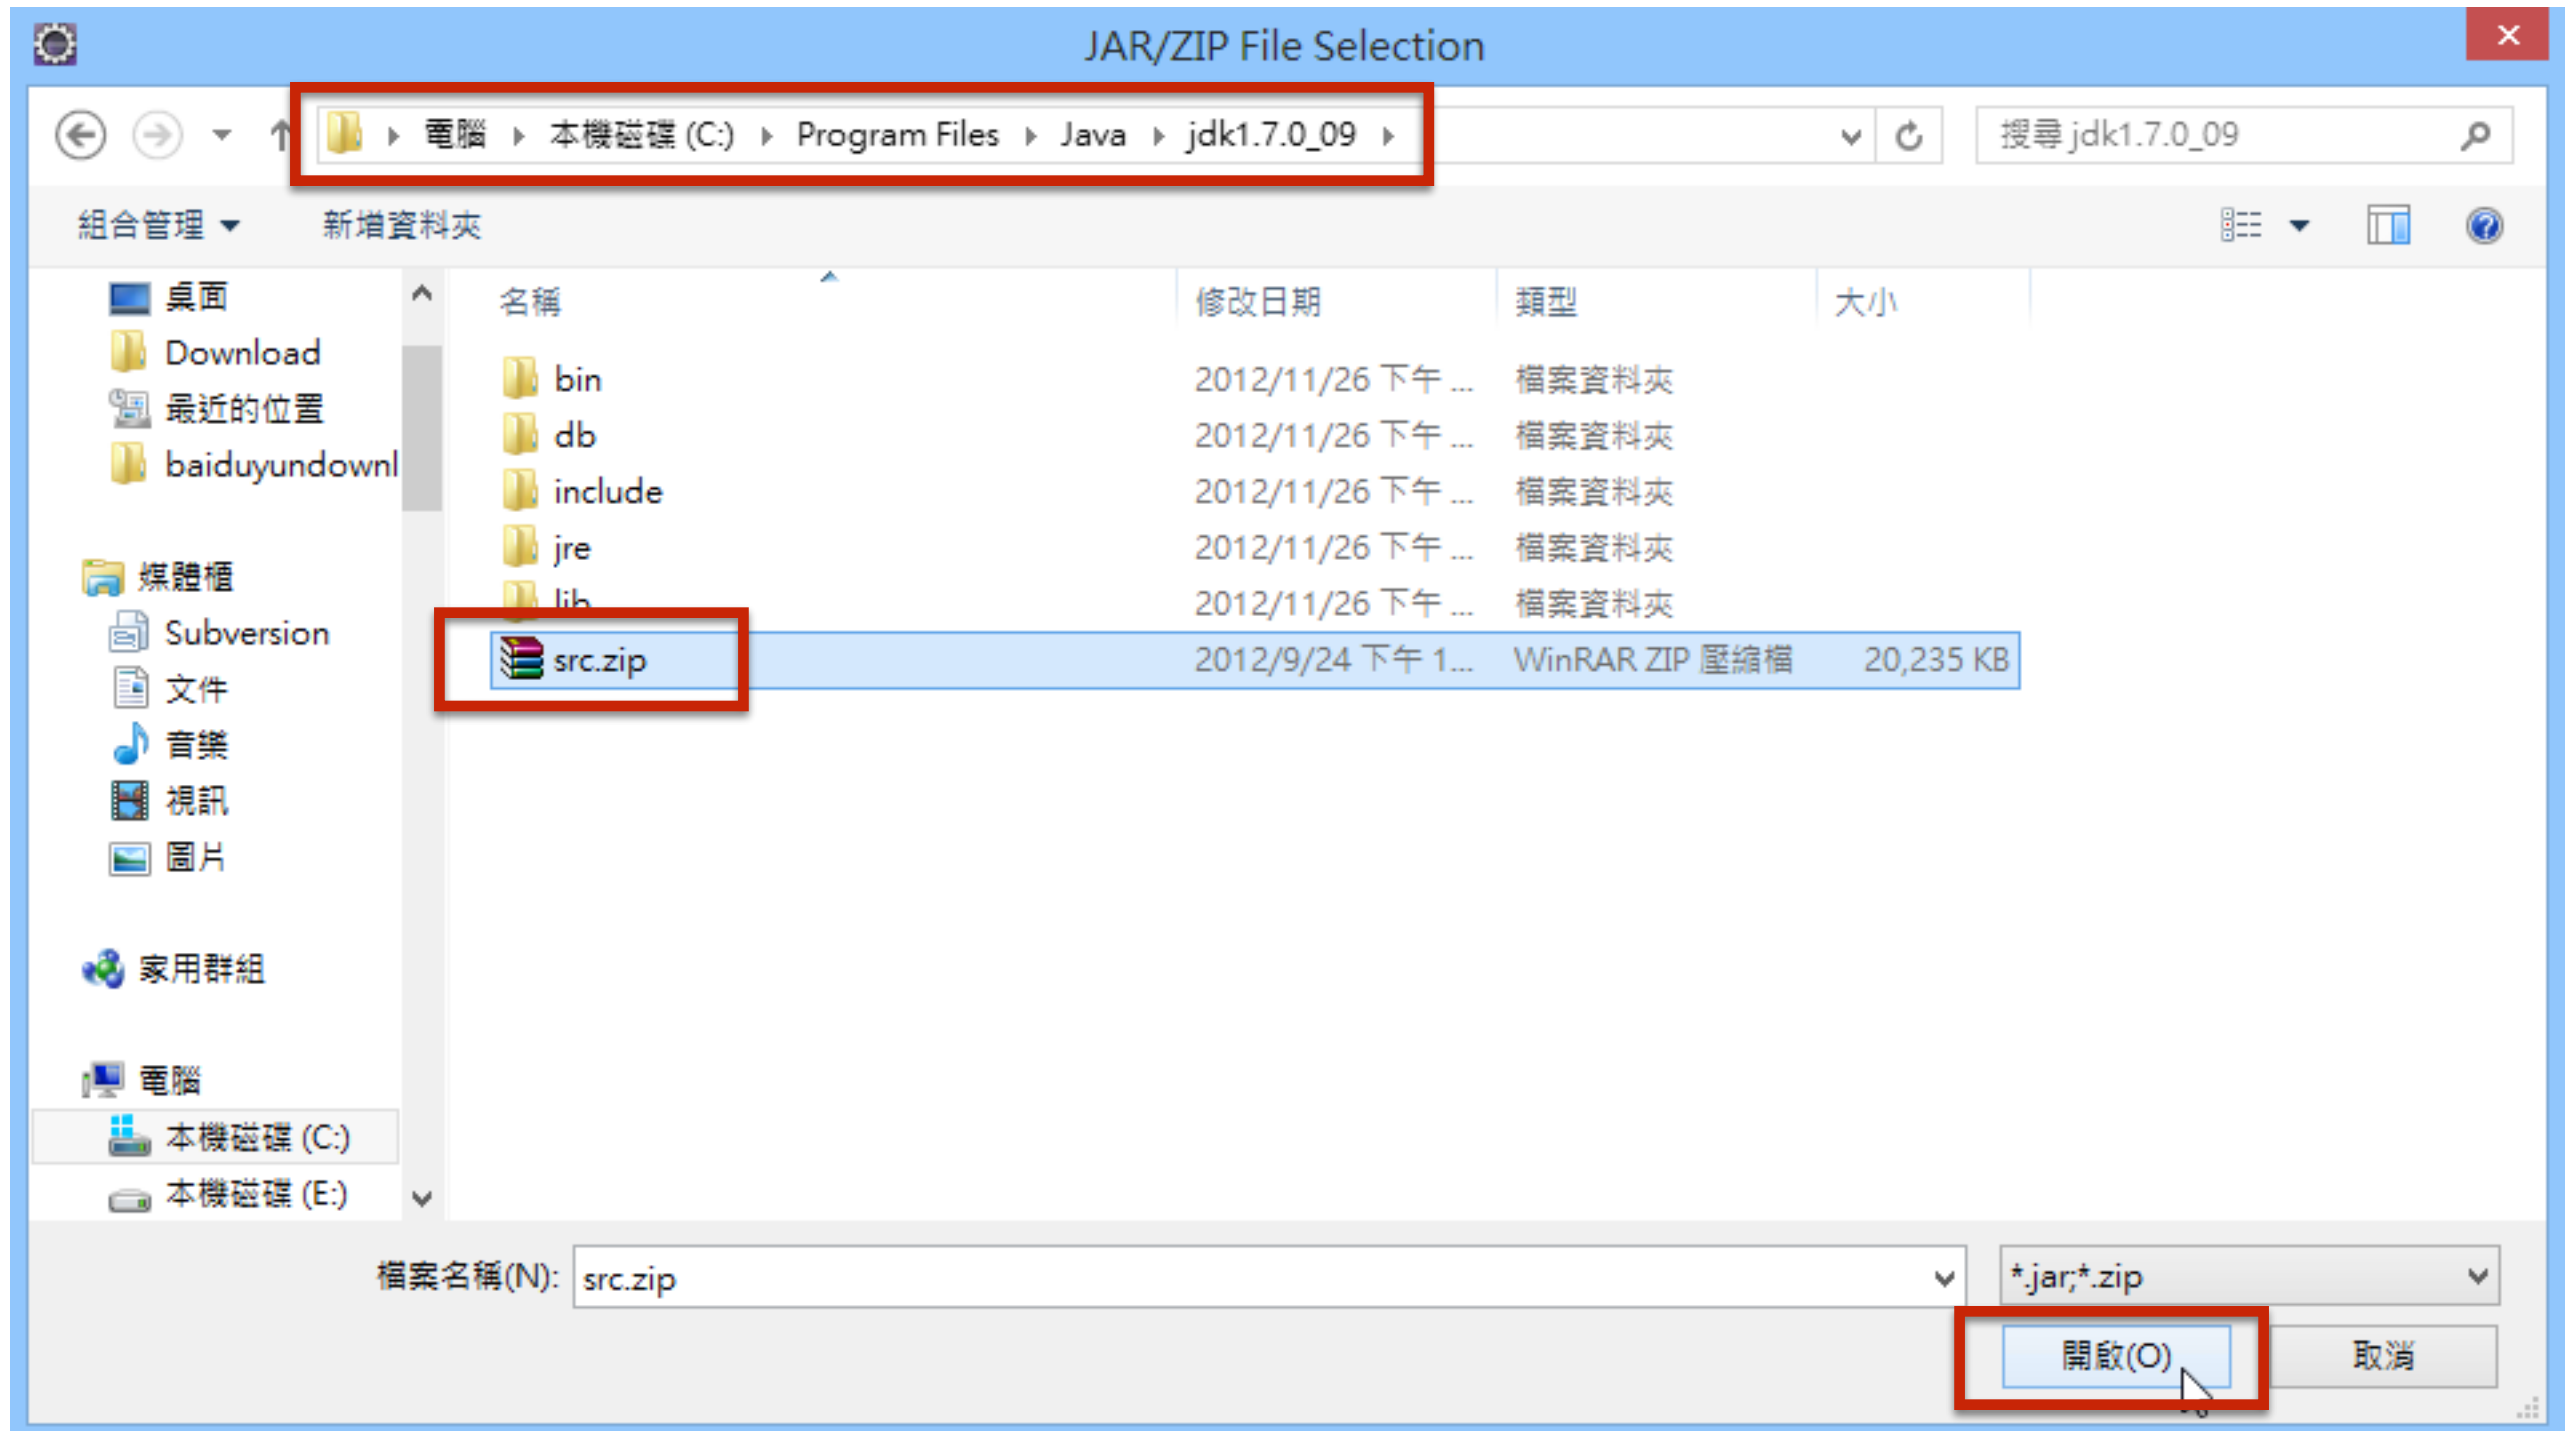 JAR/ZIP File Selection
電腦 本機磁碟 (C:) Program Files Java jdk1.7.0_09
搜尋 jdk1.7.0_09
組合管理 新增資料夾
桌面
Download
最近的位置
baiduyundownl
媒體櫃
Subversion
文件
音樂
視訊
圖片
家用群組
電腦
本機磁碟 (C:)
本機磁碟 (E:)
名稱 修改日期 類型 大小
bin 2012/11/26 下午 ... 檔案資料夾
db 2012/11/26 下午 ... 檔案資料夾
include 2012/11/26 下午 ... 檔案資料夾
jre 2012/11/26 下午 ... 檔案資料夾
lib 2012/11/26 下午 ... 檔案資料夾
src.zip 2012/9/24 下午 1... WinRAR ZIP 壓縮檔 20,235 KB
檔案名稱(N): src.zip *.jar;*.zip
開啟(O) 取消